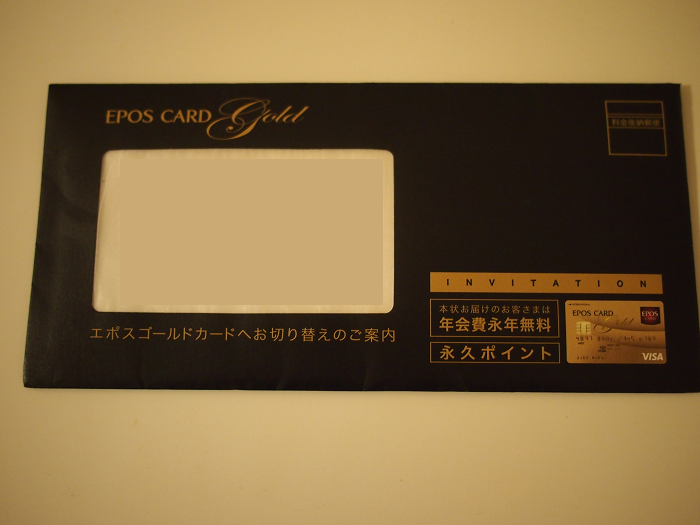 EPOS CARD Gold
料金後納郵便
INVITATION
本状お届けのお客さまは
年会費永年無料
永久ポイント
EPOS CARD Gold
EPOS
CARD
VISA
エポスゴールドカードへお切り替えのご案内